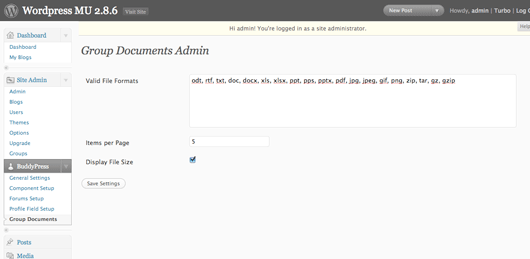 Wordpress MU 2.8.6 Visit Site New Post Howdy, admin | Turbo | Log O
Hi admin! You're logged in as a site administrator. Help
Dashboard
Dashboard
My Blogs
Site Admin
Admin
Blogs
Users
Themes
Options
Upgrade
Groups
BuddyPress
General Settings
Component Setup
Forums Setup
Profile Field Setup
Group Documents
Posts
Media
Group Documents Admin
Valid File Formats odt, rtf, txt, doc, docx, xls, xlsx, ppt, pps, pptx, pdf, jpg, jpeg, gif, png, zip, tar, gz, gzip
Items per Page 5
Display File Size
Save Settings